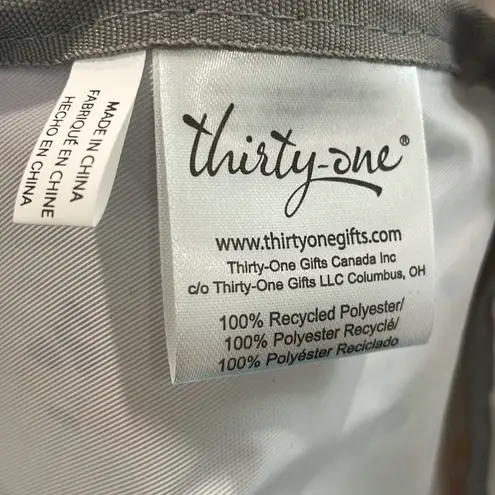 MADE IN CHINA
FABRIQUÉ EN CHINE
HECHO EN CHINA
thirty-one®
www.thirtyonegifts.com
Thirty-One Gifts Canada Inc
c/o Thirty-One Gifts LLC Columbus, OH
100% Recycled Polyester/
100% Polyester Recyclé/
100% Polyéster Reciclado